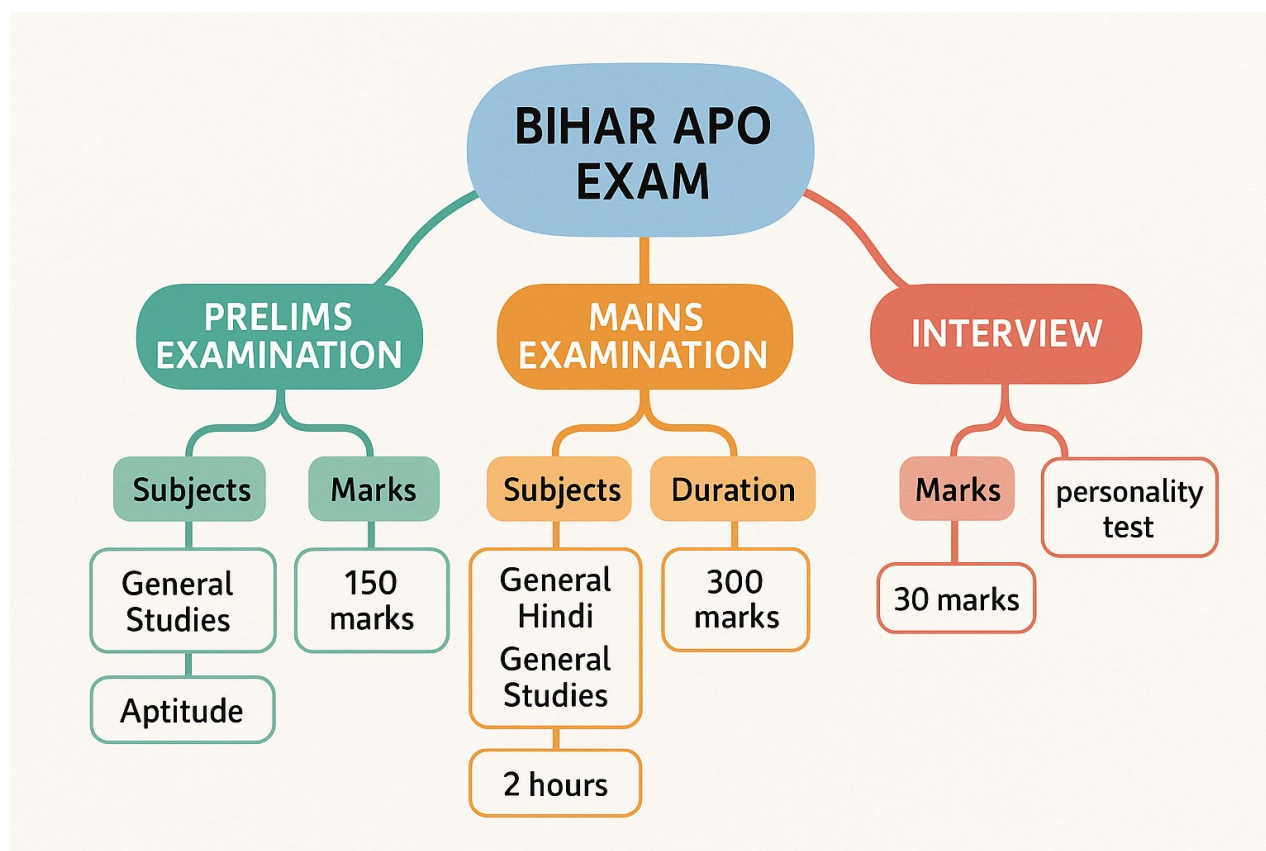 BIHAR APO
EXAM
PRELIMS
EXAMINATION
MAINS
EXAMINATION
INTERVIEW
Subjects
Marks
Subjects
Duration
Marks
personality
test
General
Studies
150
marks
General
Hindi
General
Studies
300
marks
30 marks
Aptitude
2 hours